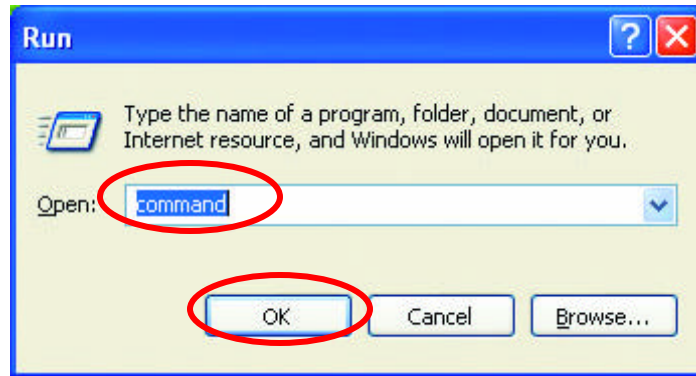 Run
Type the name of a program, folder, document, or
Internet resource, and Windows will open it for you.
Open: command
OK Cancel Browse...